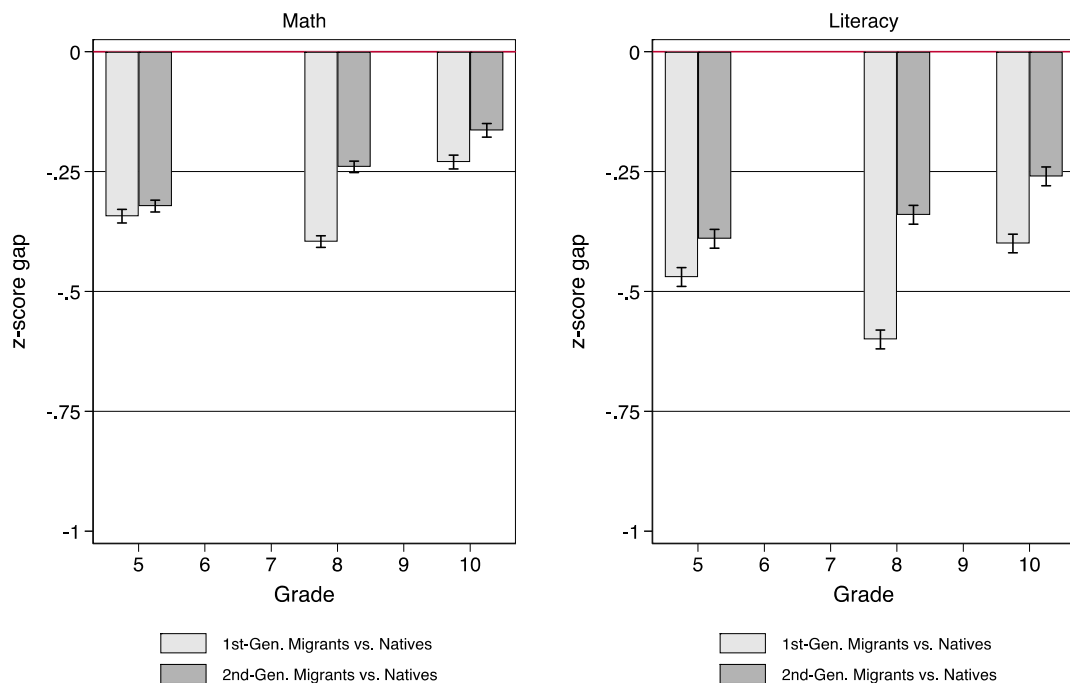 Math
0
-.25
-.5
-.75
-1
z-score gap
5 6 7 8 9 10
Grade
1st-Gen. Migrants vs. Natives
2nd-Gen. Migrants vs. Natives
Literacy
0
-.25
-.5
-.75
-1
z-score gap
5 6 7 8 9 10
Grade
1st-Gen. Migrants vs. Natives
2nd-Gen. Migrants vs. Natives